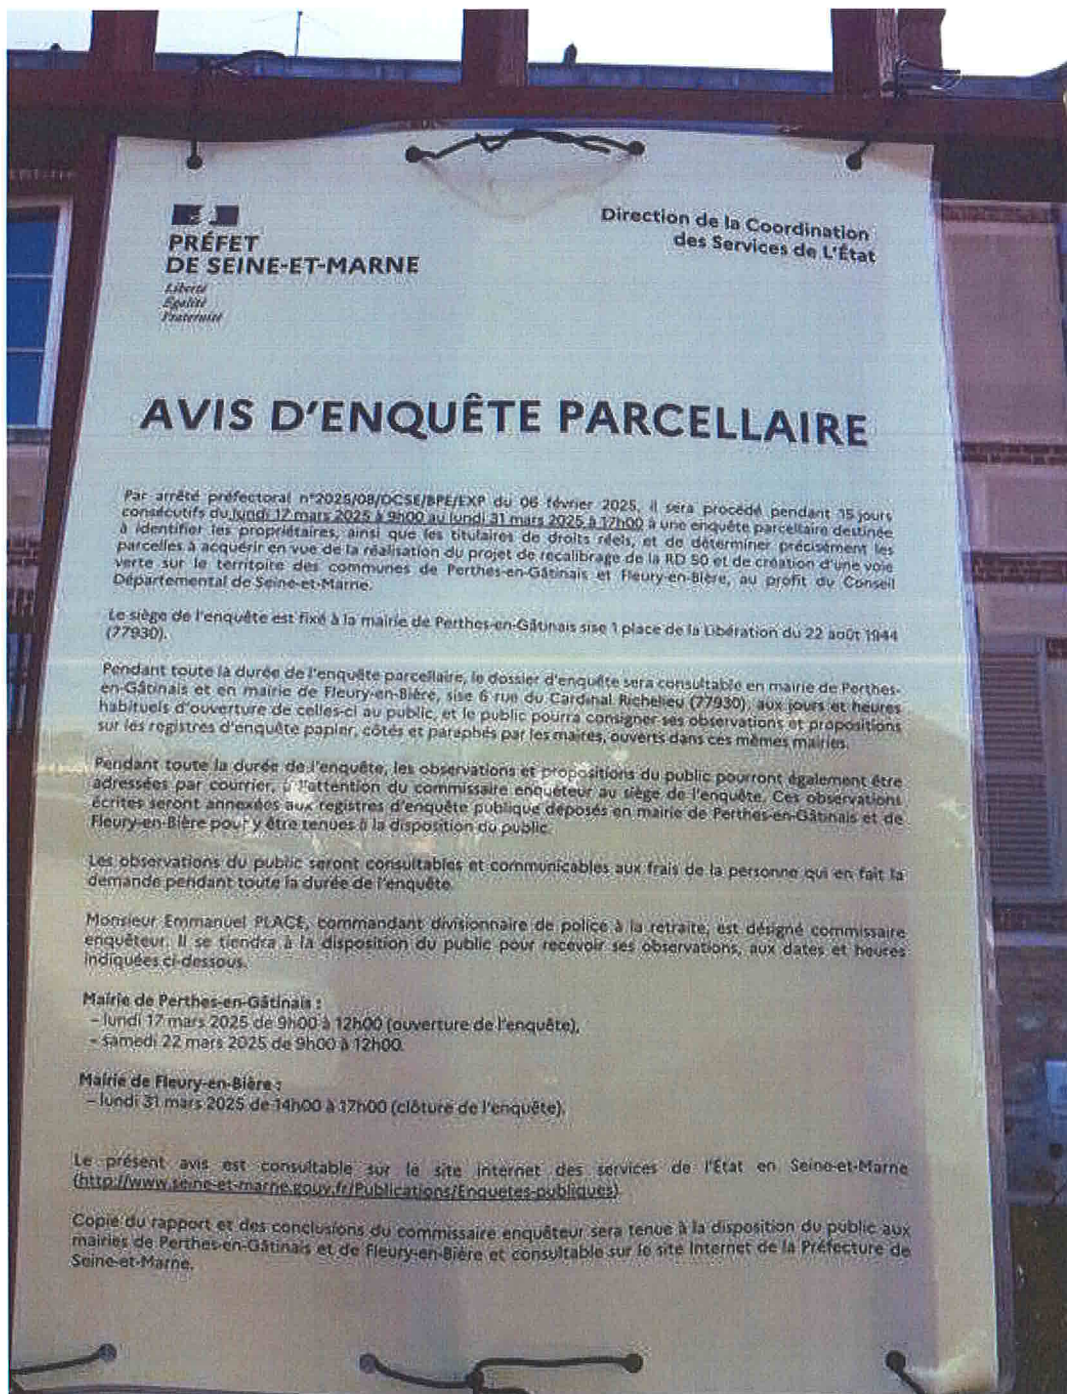 PRÉFET
DE SEINE-ET-MARNE
Liberté
Égalité
Fraternité
Direction de la Coordination
des Services de L'État
AVIS D'ENQUÊTE PARCELLAIRE
Par arrêté préfectoral n°2025/08/DCSE/BPE/EXP du 06 février 2025, il sera procédé pendant 15 jours
consécutifs du lundi 17 mars 2025 à 9h00 au lundi 31 mars 2025 à 17h00 à une enquête parcellaire destinée
à identifier les propriétaires, ainsi que les titulaires de droits réels, et de déterminer précisément les
parcelles à acquérir en vue de la réalisation du projet de recalibrage de la RD 50 et de création d'une voie
verte sur le territoire des communes de Perthes-en-Gâtinais et Fleury-en-Bière, au profit du Conseil
Départemental de Seine-et-Marne.
Le siège de l'enquête est fixé à la mairie de Perthes-en-Gâtinais sise 1 place de la Libération du 22 août 1944
(77930).
Pendant toute la durée de l'enquête parcellaire, le dossier d'enquête sera consultable en mairie de Perthes-
en-Gâtinais et en mairie de Fleury-en-Bière, sise 6 rue du Cardinal Richelieu (77930), aux jours et heures
habituels d'ouverture de celles-ci au public, et le public pourra consigner ses observations et propositions
sur les registres d'enquête papier, côtés et paraphés par les maires, ouverts dans ces mêmes mairies.
Pendant toute la durée de l'enquête, les observations et propositions du public pourront également être
adressées par courrier, à l'attention du commissaire enquêteur au siège de l'enquête. Ces observations
écrites seront annexées aux registres d'enquête publique déposés en mairie de Perthes-en-Gâtinais et de
Fleury-en-Bière pour y être tenues à la disposition du public.
Les observations du public seront consultables et communicables aux frais de la personne qui en fait la
demande pendant toute la durée de l'enquête.
Monsieur Emmanuel PLACE, commandant divisionnaire de police à la retraite, est désigné commissaire
enquêteur. Il se tiendra à la disposition du public pour recevoir ses observations, aux dates et heures
indiquées ci-dessous.
Mairie de Perthes-en-Gâtinais :
– lundi 17 mars 2025 de 9h00 à 12h00 (ouverture de l'enquête),
– samedi 22 mars 2025 de 9h00 à 12h00.
Mairie de Fleury-en-Bière :
– lundi 31 mars 2025 de 14h00 à 17h00 (clôture de l'enquête).
Le présent avis est consultable sur le site internet des services de l'État en Seine-et-Marne
(http://www.seine-et-marne.gouv.fr/Publications/Enquetes-publiques)
Copie du rapport et des conclusions du commissaire enquêteur sera tenue à la disposition du public aux
mairies de Perthes-en-Gâtinais et de Fleury-en-Bière et consultable sur le site Internet de la Préfecture de
Seine-et-Marne.